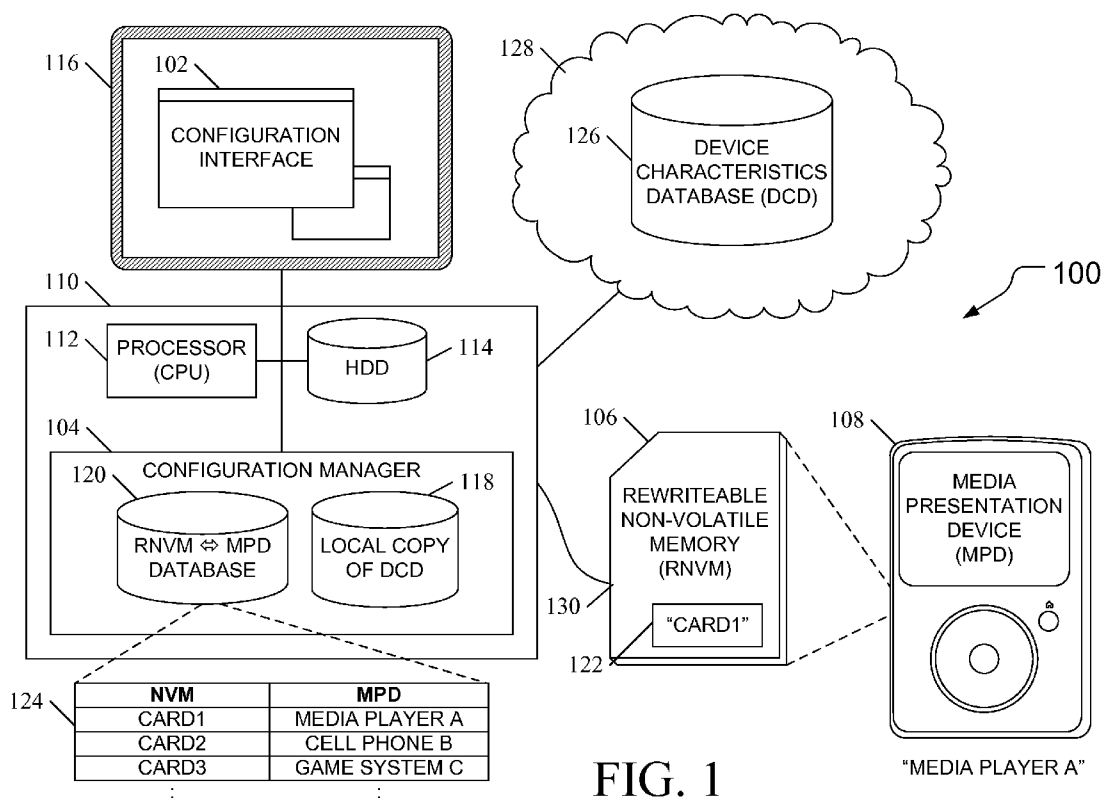 116
102
CONFIGURATION
INTERFACE
128
126
DEVICE
CHARACTERISTICS
DATABASE (DCD)
100
110
112
PROCESSOR
(CPU)
HDD
114
104
CONFIGURATION MANAGER
120
118
RNVM ⇔ MPD
DATABASE
LOCAL COPY
OF DCD
106
REWRITEABLE
NON-VOLATILE
MEMORY
(RNVM)
130
122
“CARD1”
108
MEDIA
PRESENTATION
DEVICE
(MPD)
“MEDIA PLAYER A”
124
NVM MPD
CARD1 MEDIA PLAYER A
CARD2 CELL PHONE B
CARD3 GAME SYSTEM C
FIG. 1